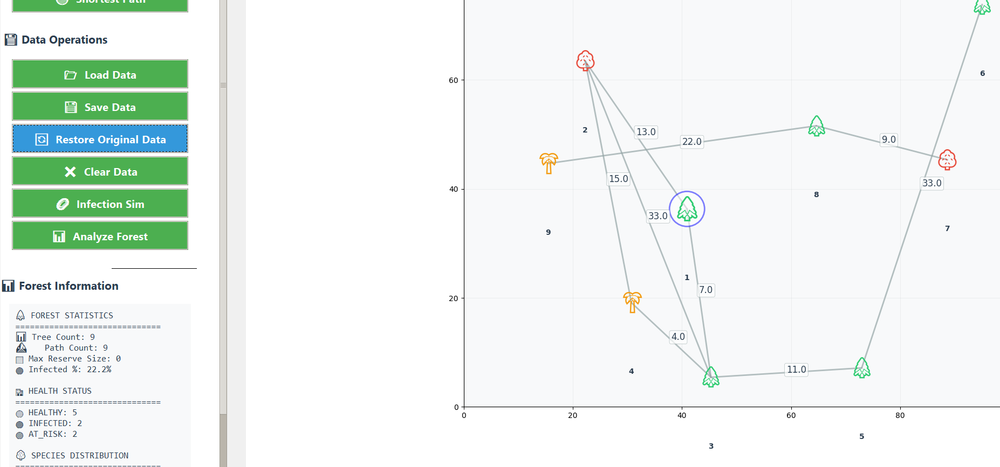 Shortest Path
Data Operations
Load Data
Save Data
Restore Original Data
Clear Data
Infection Sim
Analyze Forest
Forest Information
FOREST STATISTICS
==============================
Tree Count: 9
Path Count: 9
Max Reserve Size: 0
Infected %: 22.2%
HEALTH STATUS
==============================
HEALTHY: 5
INFECTED: 2
AT_RISK: 2
SPECIES DISTRIBUTION
==============================
60
40
20
0
0
20
40
60
80
6
2
13.0
22.0
9.0
15.0
33.0
8
33.0
9
7
1
7.0
4.0
4
11.0
5
3